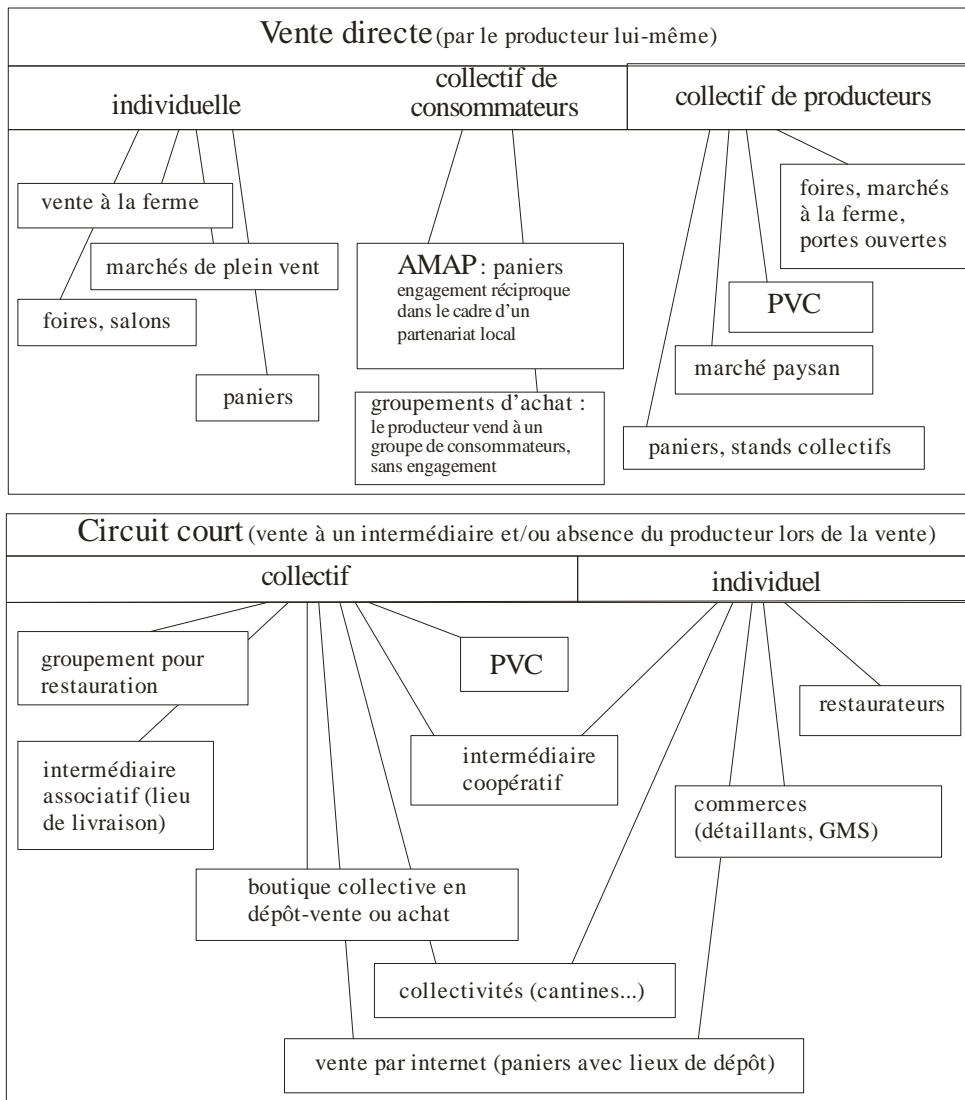 Vente directe (par le producteur lui-même)
individuelle
collectif de
consommateurs
collectif de producteurs
vente à la ferme
marchés de plein vent
foires, salons
paniers
AMAP : paniers
engagement réciproque
dans le cadre d’un
partenariat local
groupements d’achat :
le producteur vend à un
groupe de consommateurs,
sans engagement
foires, marchés
à la ferme,
portes ouvertes
PVC
marché paysan
paniers, stands collectifs
Circuit court (vente à un intermédiaire et/ou absence du producteur lors de la vente)
collectif
individuel
groupement pour
restauration
PVC
restaurateurs
intermédiaire
associatif (lieu
de livraison)
intermédiaire
coopératif
commerces
(détaillants, GMS)
boutique collective en
dépôt-vente ou achat
collectivités (cantines...)
vente par internet (paniers avec lieux de dépôt)